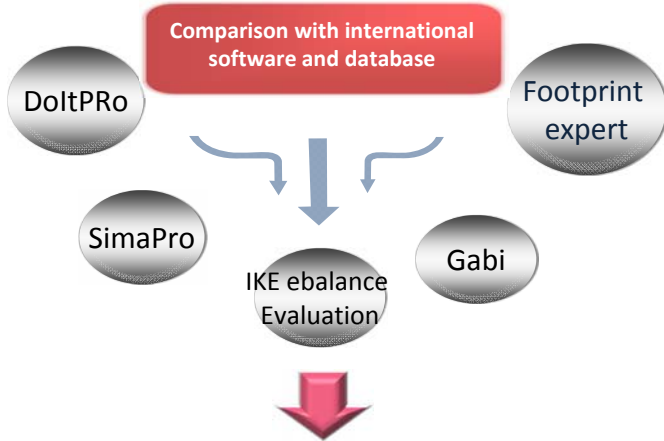 Comparison with international
software and database
DoItPRo
Footprint
expert
SimaPro
Gabi
IKE ebalance
Evaluation